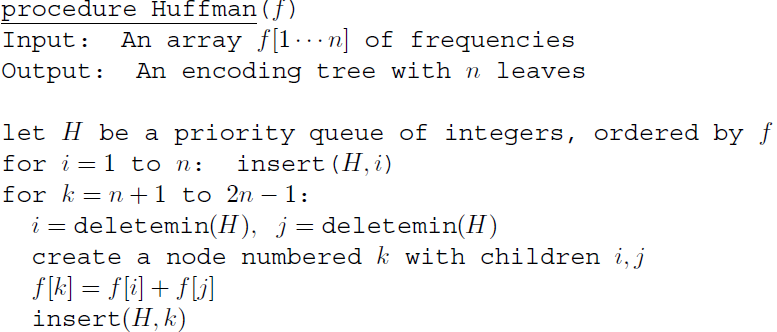 procedure Huffman(f)
Input: An array f[1⋯n] of frequencies
Output: An encoding tree with n leaves
let H be a priority queue of integers, ordered by f
for i = 1 to n: insert(H, i)
for k = n + 1 to 2n − 1:
i = deletemin(H), j = deletemin(H)
create a node numbered k with children i, j
f[k] = f[i] + f[j]
insert(H, k)